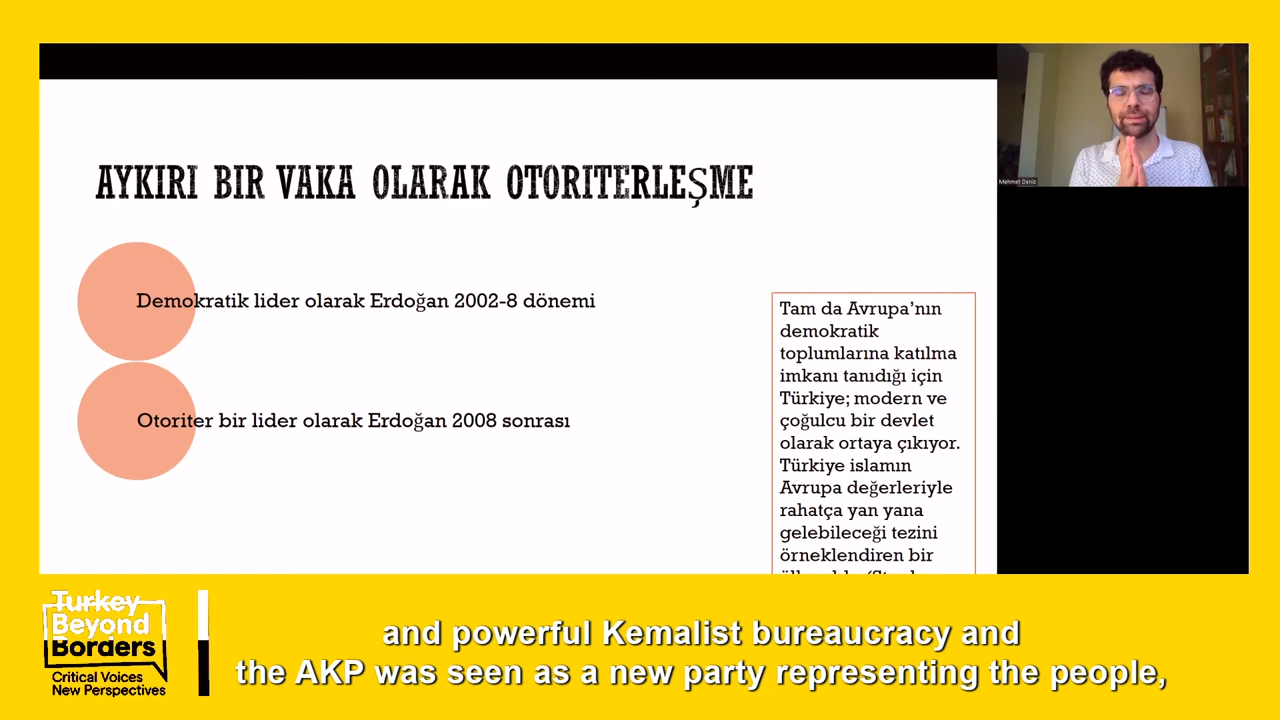 AYKIRI BIR VAKA OLARAK OTORITERLEŞME
Demokratik lider olarak Erdoğan 2002-8 dönemi
Otoriter bir lider olarak Erdoğan 2008 sonrası
Tam da Avrupa’nın
demokratik
toplumlarına katılma
imkanı tanıdığı için
Türkiye; modern ve
çoğulcu bir devlet
olarak ortaya çıkıyor.
Türkiye islamın
Avrupa değerleriyle
rahatça yan yana
gelebileceği tezini
örneklendiren bir
Mehmet Deniz
Turkey
Beyond
Borders
Critical Voices
New Perspectives
and powerful Kemalist bureaucracy and
the AKP was seen as a new party representing the people,